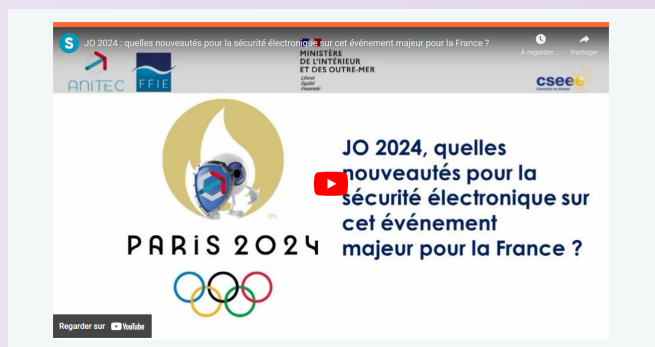 S JO 2024 : quelles nouveautés pour la sécurité électronique sur cet événement majeur pour la France ?
À regarder ... Partager
ANITEC FFIE
MINISTÈRE
DE L'INTÉRIEUR
ET DES OUTRE-MER
Liberté
Égalité
Fraternité
csee
JO 2024, quelles
nouveautés pour la
sécurité électronique sur
cet événement
majeur pour la France ?
TM
PARiS 2024
Regarder sur YouTube